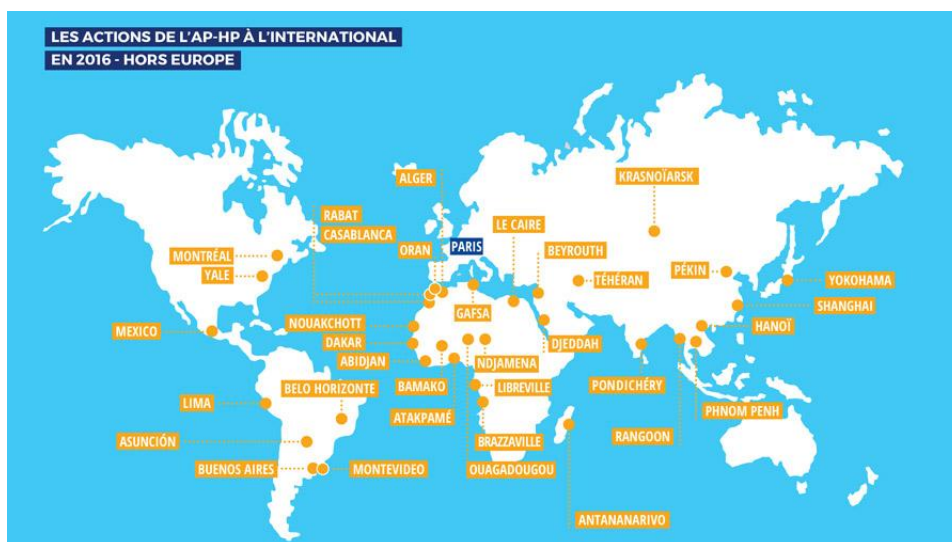 LES ACTIONS DE L'AP-HP À L'INTERNATIONAL
EN 2016 - HORS EUROPE
ALGER
KRASNOÏARSK
RABAT
CASABLANCA
LE CAIRE
ORAN
PARIS
BEYROUTH
MONTRÉAL
YALE
TÉHÉRAN
PÉKIN
YOKOHAMA
SHANGHAI
GAFSA
NOUAKCHOTT
HANOÏ
MEXICO
DAKAR
DJEDDAH
ABIDJAN
NDJAMENA
BELO HORIZONTE
BAMAKO
LIBREVILLE
PONDICHÉRY
LIMA
ATAKPAMÉ
PHNOM PENH
RANGOON
ASUNCIÓN
BRAZZAVILLE
BUENOS AIRES
MONTEVIDEO
OUAGADOUGOU
ANTANANARIVO